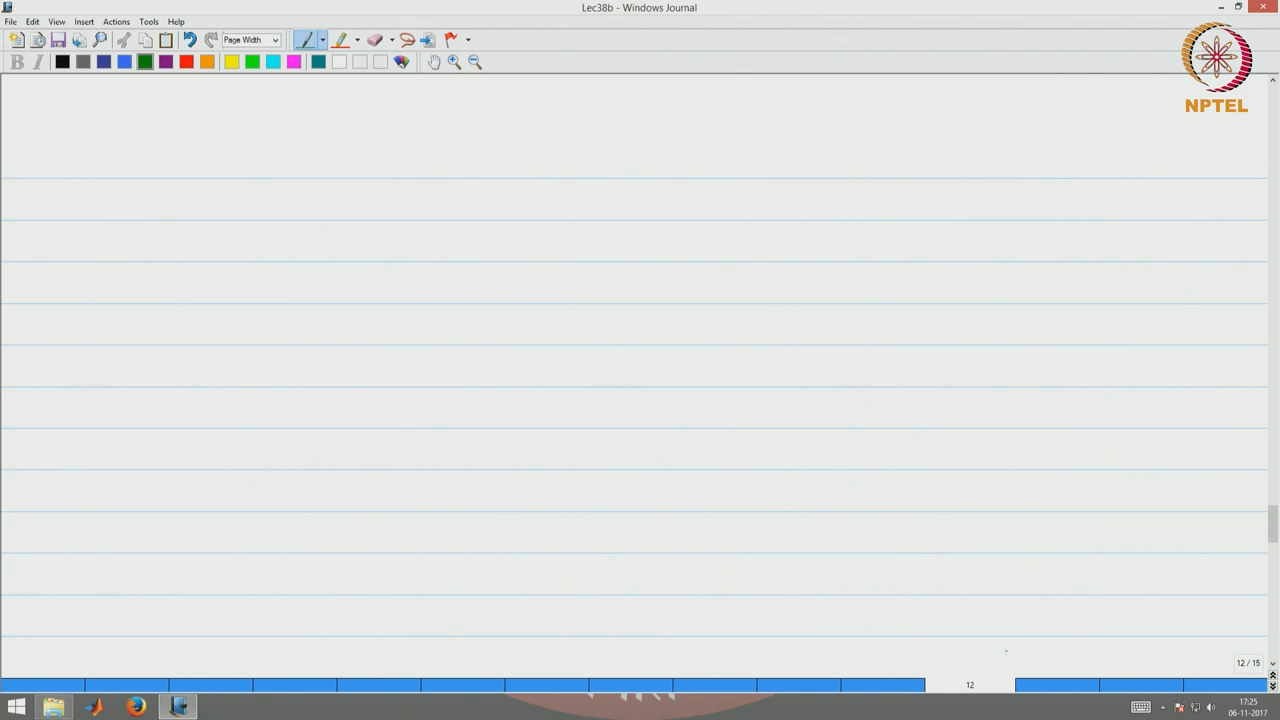 Lec38b - Windows Journal
File Edit View Insert Actions Tools Help
Page Width
B I
NPTEL
12 / 15
12
17:25
06-11-2017